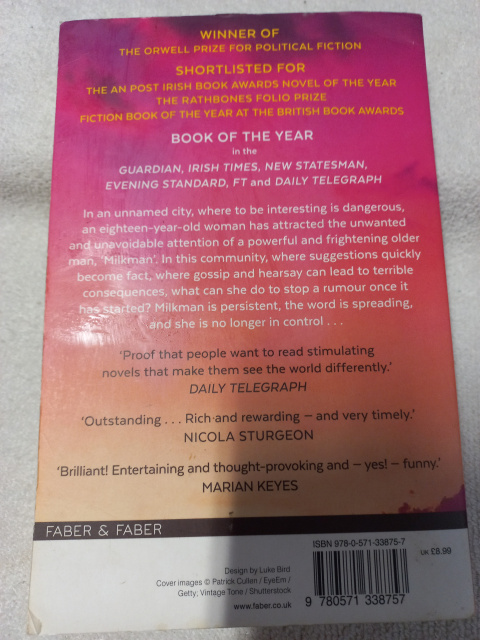 WINNER OF
THE ORWELL PRIZE FOR POLITICAL FICTION
SHORTLISTED FOR
THE AN POST IRISH BOOK AWARDS NOVEL OF THE YEAR
THE RATHBONES FOLIO PRIZE
FICTION BOOK OF THE YEAR AT THE BRITISH BOOK AWARDS
BOOK OF THE YEAR
in the
GUARDIAN, IRISH TIMES, NEW STATESMAN,
EVENING STANDARD, FT and DAILY TELEGRAPH
In an unnamed city, where to be interesting is dangerous,
an eighteen-year-old woman has attracted the unwanted
and unavoidable attention of a powerful and frightening older
man, 'Milkman'. In this community, where suggestions quickly
become fact, where gossip and hearsay can lead to terrible
consequences, what can she do to stop a rumour once it
has started? Milkman is persistent, the word is spreading,
and she is no longer in control . . .
'Proof that people want to read stimulating
novels that make them see the world differently.'
DAILY TELEGRAPH
'Outstanding . . . Rich and rewarding – and very timely.'
NICOLA STURGEON
'Brilliant! Entertaining and thought-provoking and – yes! – funny.'
MARIAN KEYES
FABER & FABER
ISBN 978-0-571-33875-7
UK £8.99
Design by Luke Bird
Cover images © Patrick Cullen / EyeEm /
Getty; Vintage Tone / Shutterstock
www.faber.co.uk
9 780571 338757